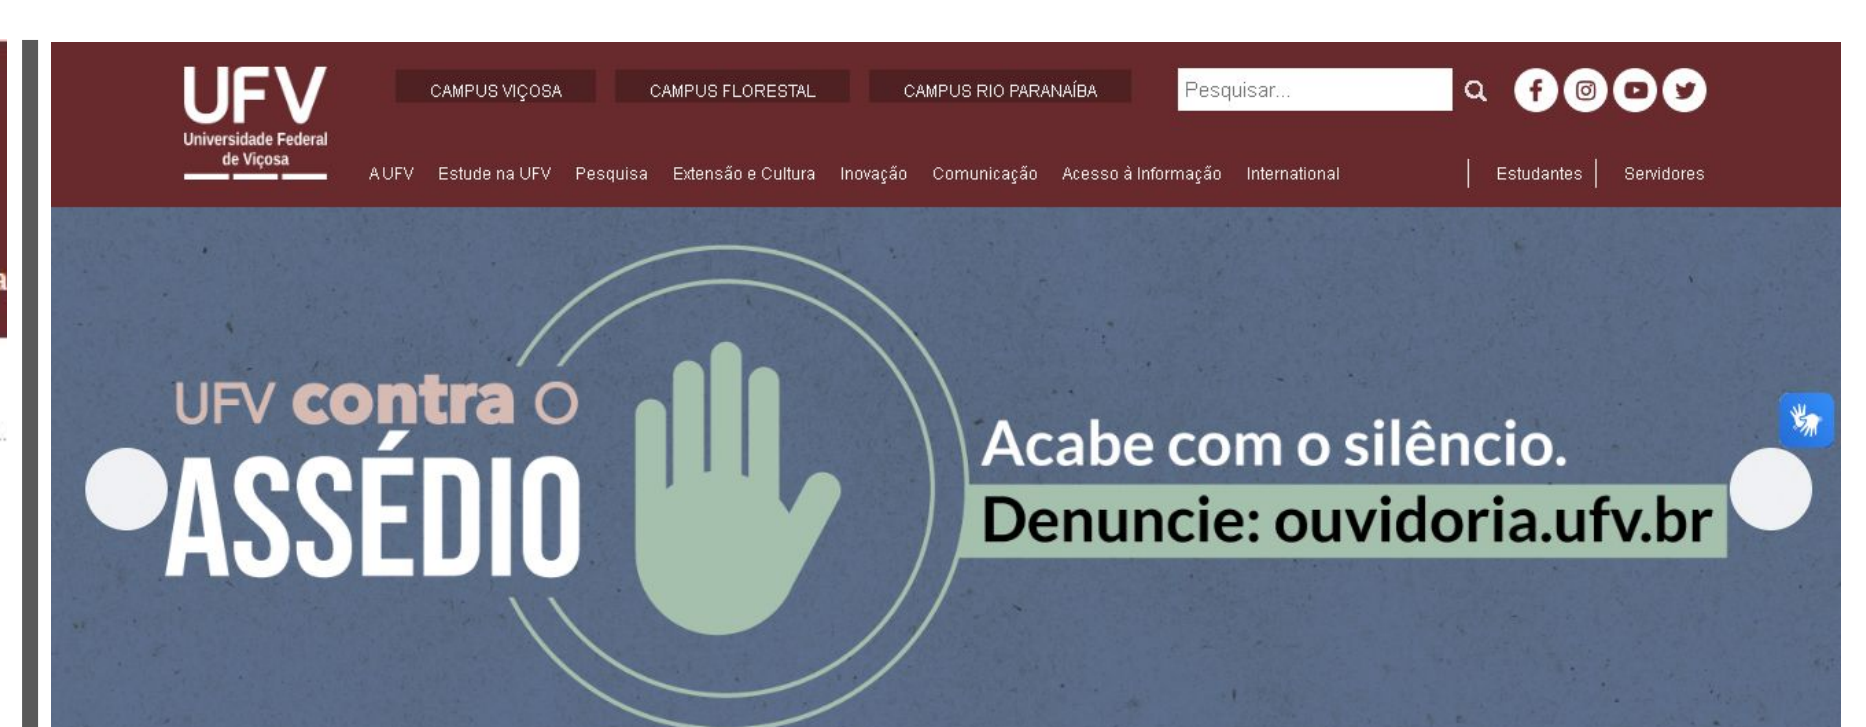 UFV
Universidade Federal
de Viçosa
CAMPUS VIÇOSA
CAMPUS FLORESTAL
CAMPUS RIO PARANAÍBA
Pesquisar...
A UFV
Estude na UFV
Pesquisa
Extensão e Cultura
Inovação
Comunicação
Acesso à Informação
International
Estudantes
Servidores
UFV contra O
ASSÉDIO
Acabe com o silêncio.
Denuncie: ouvidoria.ufv.br